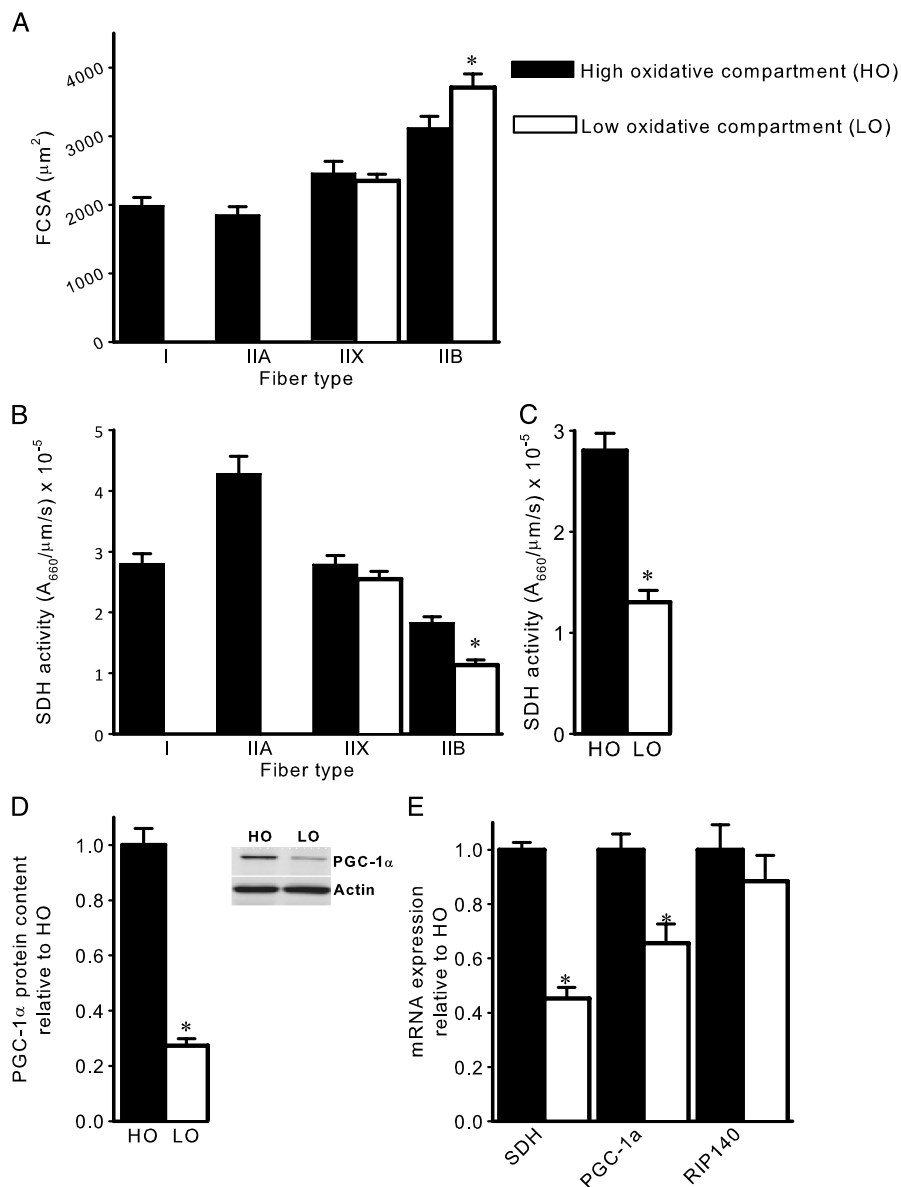 A
FCSA (μm²)
4000
3000
2000
1000
0
*
I IIA IIX IIB
Fiber type
High oxidative compartment (HO)
Low oxidative compartment (LO)
B
SDH activity (A₆₆₀/μm/s) x 10⁻⁵
5
4
3
2
1
0
*
I IIA IIX IIB
Fiber type
C
SDH activity (A₆₆₀/μm/s) x 10⁻⁵
3
2
1
0
*
HO LO
D
PGC-1α protein content
relative to HO
1.0
0.8
0.6
0.4
0.2
0.0
*
HO LO
HO LO
PGC-1α
Actin
E
mRNA expression
relative to HO
1.0
0.8
0.6
0.4
0.2
0.0
*
*
SDH
PGC-1a
RIP140